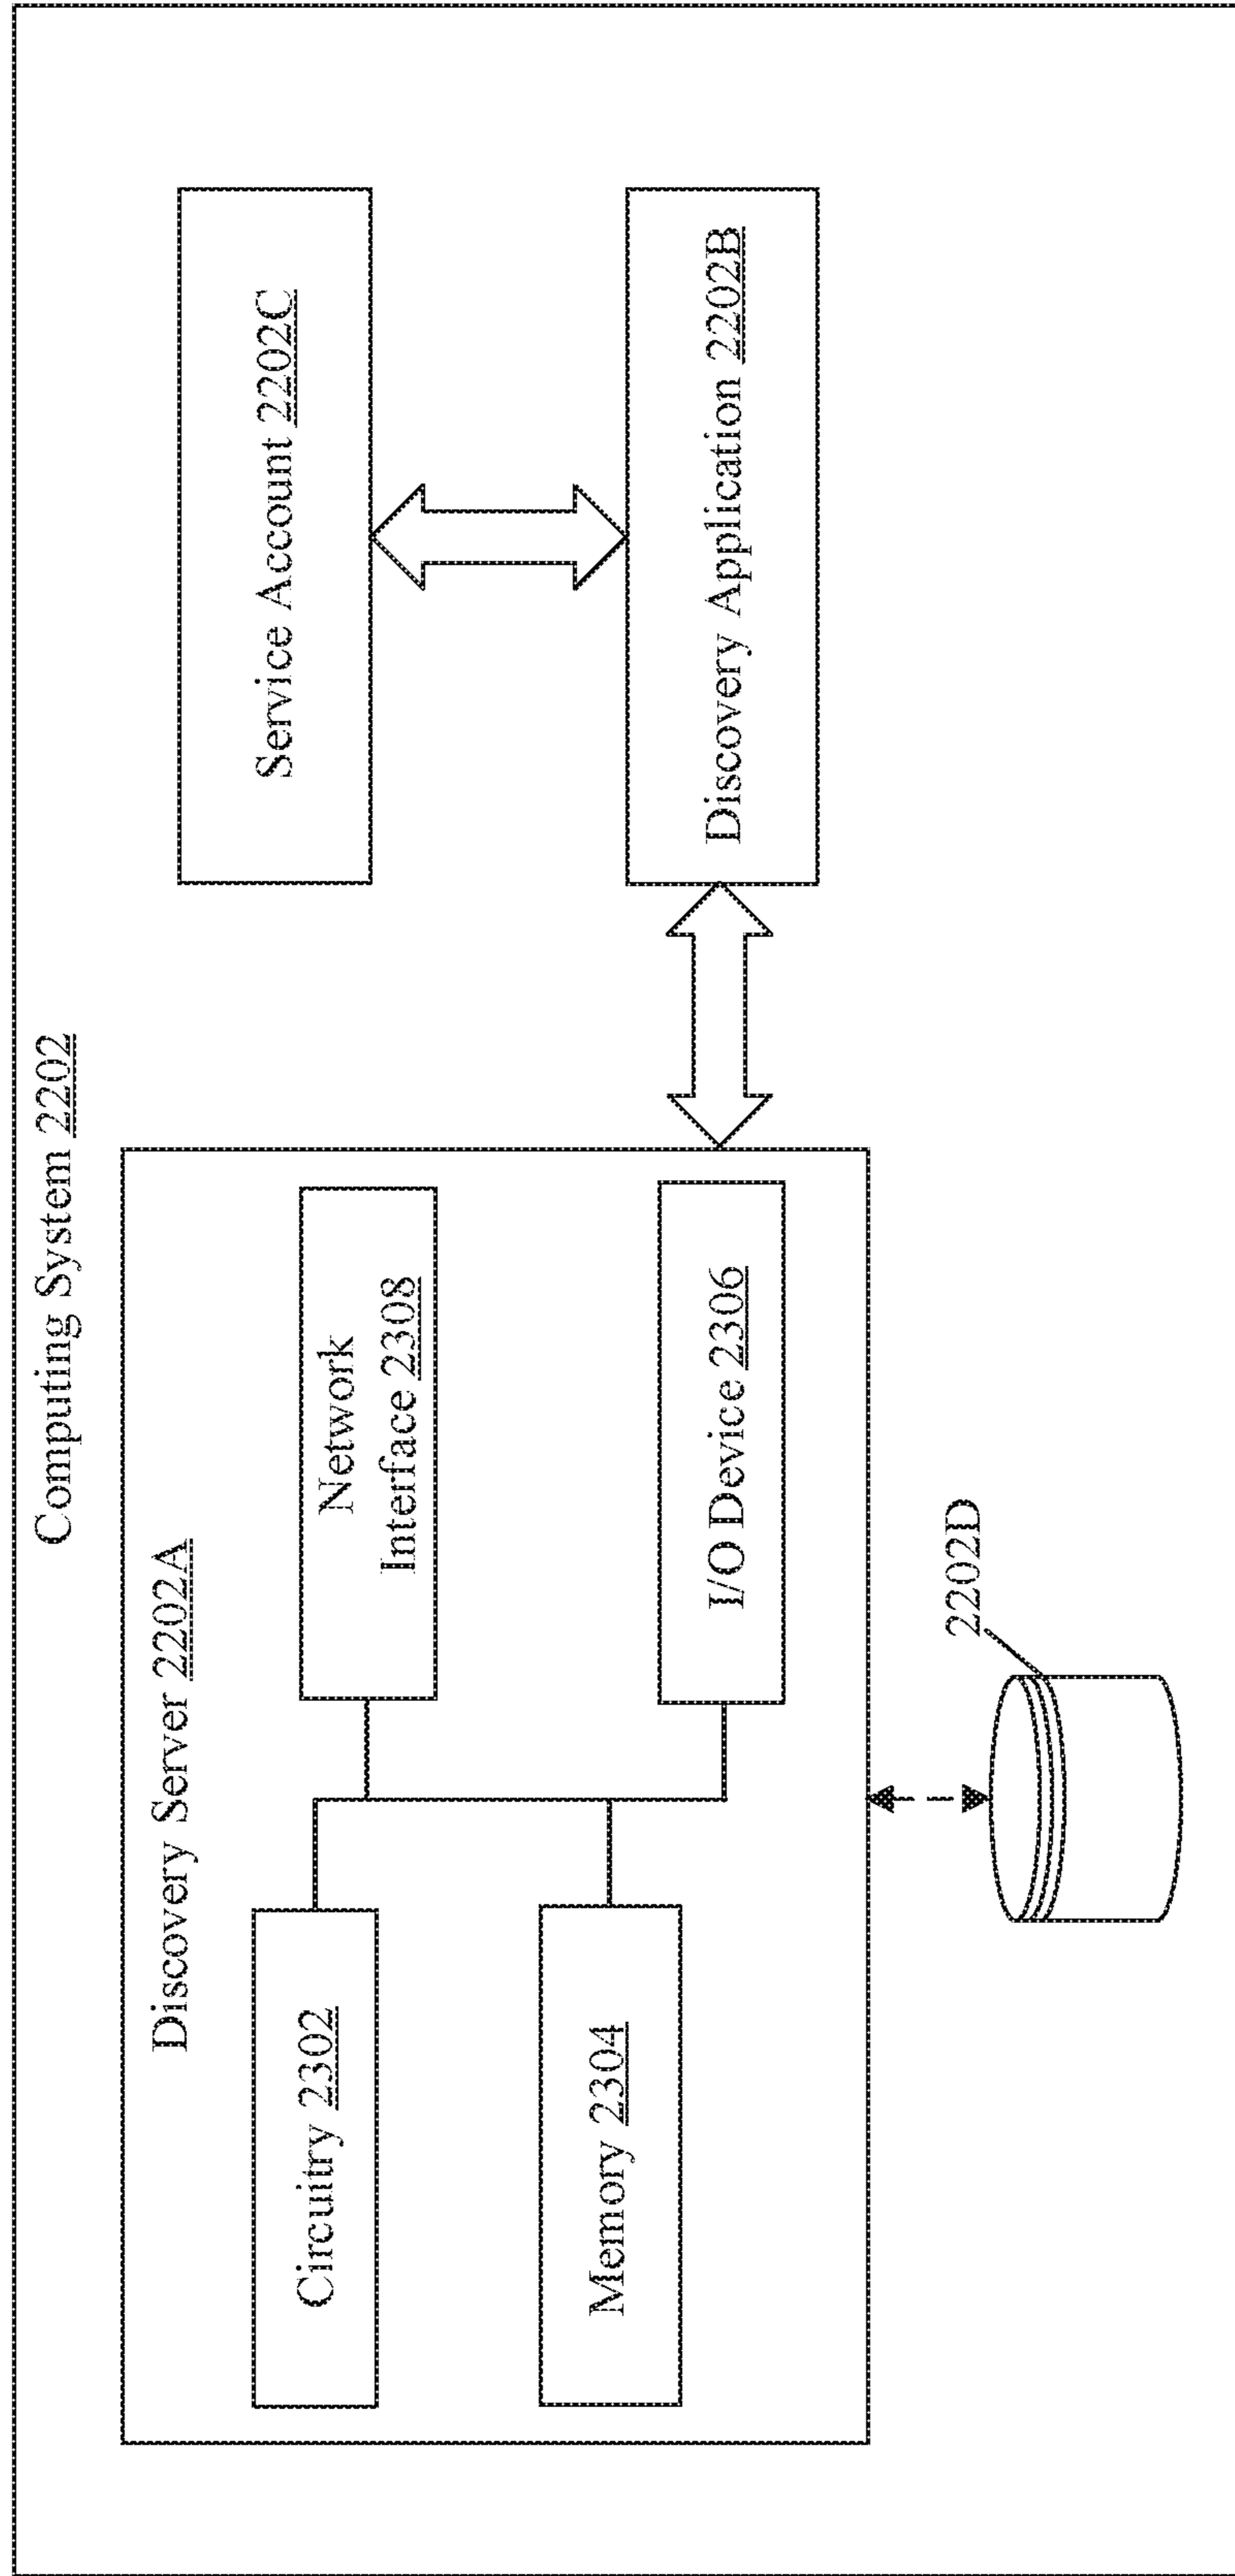 Computing System 2202
Discovery Server 2202A
Circuitry 2302
Network
Interface 2308
Memory 2304
I/O Device 2306
Service Account 2202C
Discovery Application 2202B
2202D